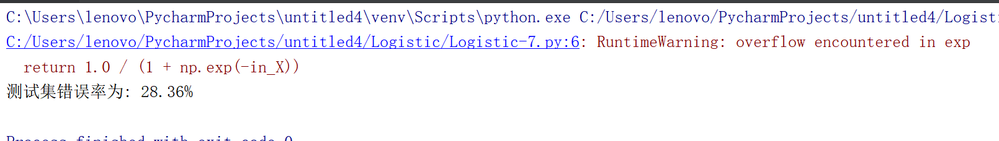 C:\Users\lenovo\PycharmProjects\untitled4\venv\Scripts\python.exe C:/Users/lenovo/PycharmProjects/untitled4/Logisti
C:/Users/lenovo/PycharmProjects/untitled4/Logistic/Logistic-7.py:6: RuntimeWarning: overflow encountered in exp
  return 1.0 / (1 + np.exp(-in_X))
测试集错误率为: 28.36%
Process finished with exit code 0